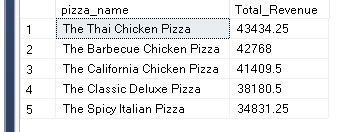 pizza_name Total_Revenue
1 The Thai Chicken Pizza 43434.25
2 The Barbecue Chicken Pizza 42768
3 The California Chicken Pizza 41409.5
4 The Classic Deluxe Pizza 38180.5
5 The Spicy Italian Pizza 34831.25